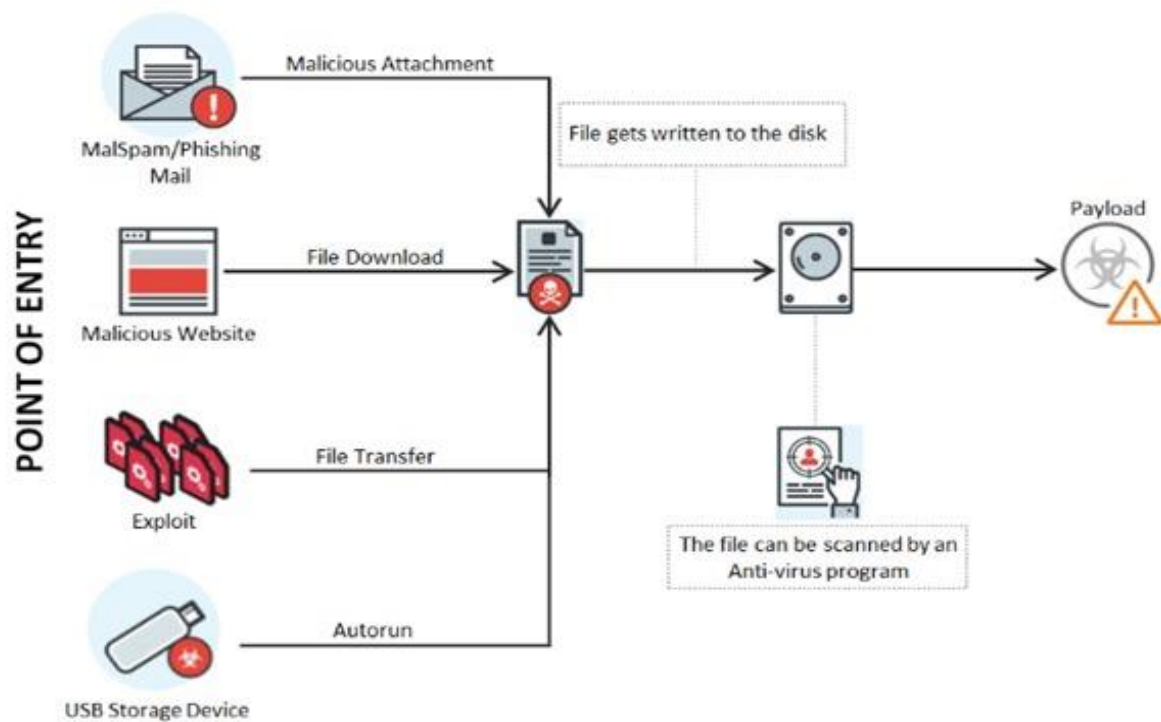 POINT OF ENTRY
MalSpam/Phishing
Mail
Malicious Attachment
Malicious Website
File Download
Exploit
File Transfer
USB Storage Device
Autorun
File gets written to the disk
The file can be scanned by an
Anti-virus program
Payload